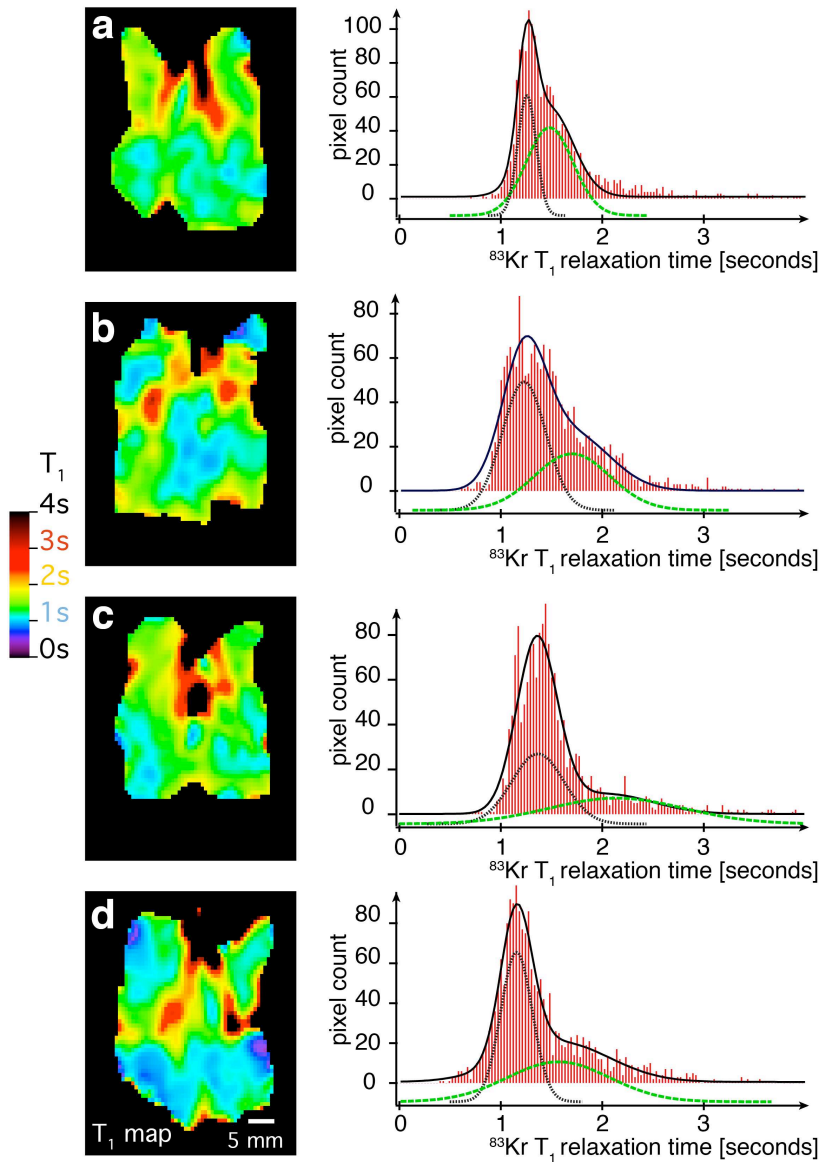 a
100
80
60
40
20
0
pixel count
0 1 2 3
⁸³Kr T₁ relaxation time [seconds]
b
80
60
40
20
0
pixel count
0 1 2 3
⁸³Kr T₁ relaxation time [seconds]
T₁
4s
3s
2s
1s
0s
c
80
60
40
20
0
pixel count
0 1 2 3
⁸³Kr T₁ relaxation time [seconds]
d
T₁ map
5 mm
80
60
40
20
0
pixel count
0 1 2 3
⁸³Kr T₁ relaxation time [seconds]